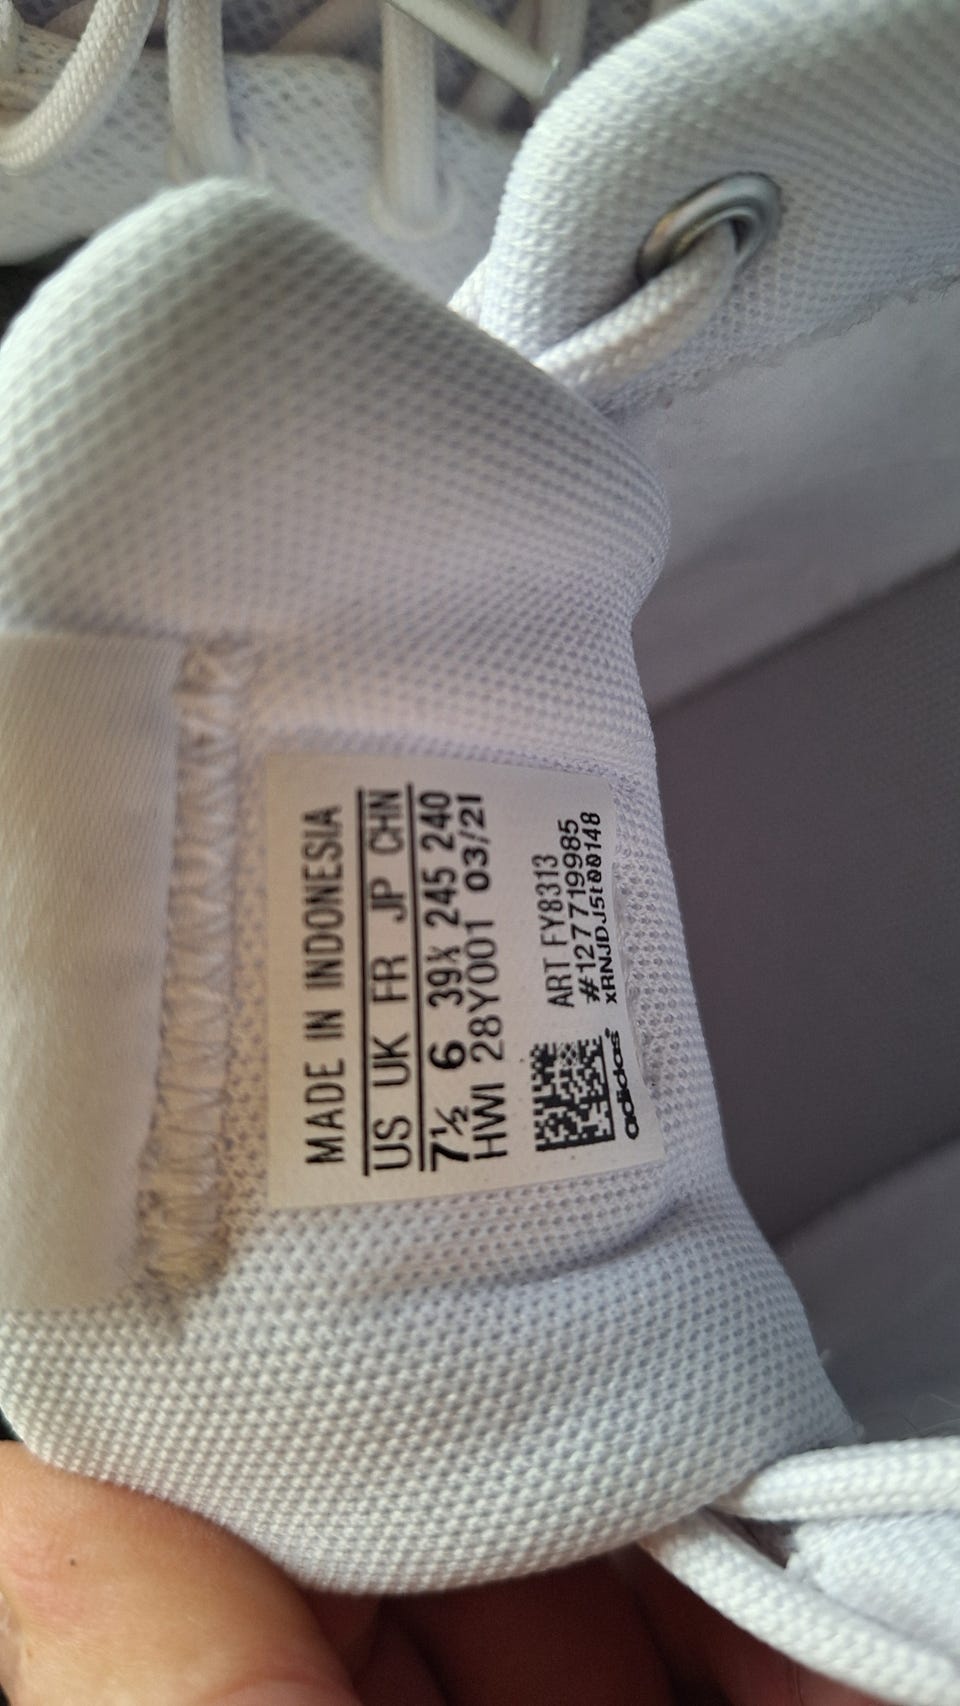 MADE IN INDONESIA
US UK FR JP CHN
7½ 6 39⅓ 245 240
HWI 28Y001 03/21
ART FY8313
#127719985
xRNJDJ5t00148
adidas